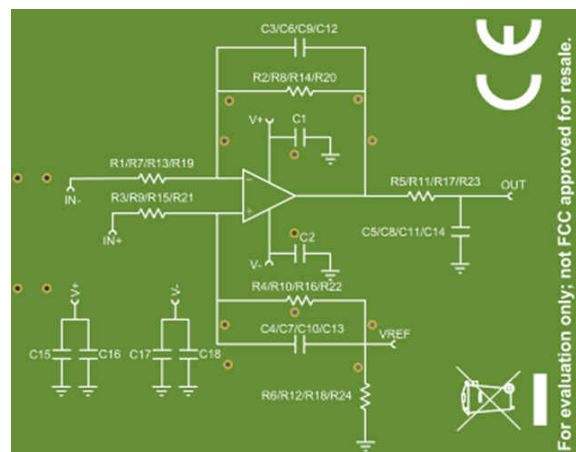 C3/C6/C9/C12
R2/R8/R14/R20
V+
C1
R1/R7/R13/R19
IN-
R3/R9/R15/R21
IN+
-
+
R5/R11/R17/R23
OUT
C5/C8/C11/C14
C2
V-
R4/R10/R16/R22
V+
V-
C4/C7/C10/C13
VREF
C15
C16
C17
C18
R6/R12/R18/R24
CE
For evaluation only; not FCC approved for resale.